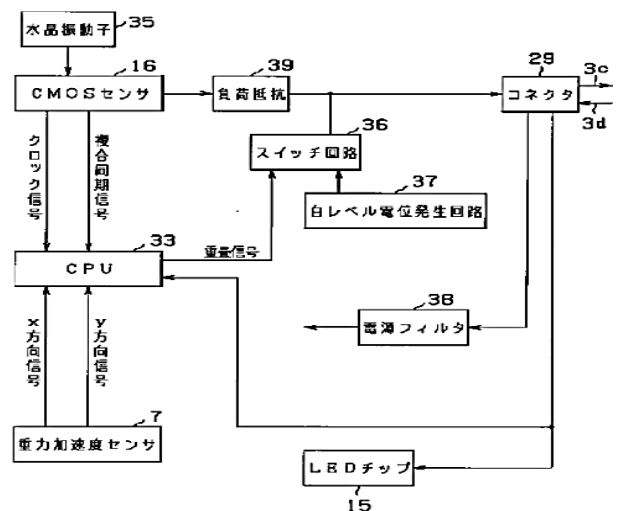 水晶振動子
35
CMOSセンサ
16
負荷抵抗
39
コネクタ
29
3c
3d
スイッチ回路
36
白レベル電位発生回路
37
クロック信号
複合同期信号
CPU
33
重畳信号
電源フィルタ
38
x方向信号
y方向信号
重力加速度センサ
7
LEDチップ
15